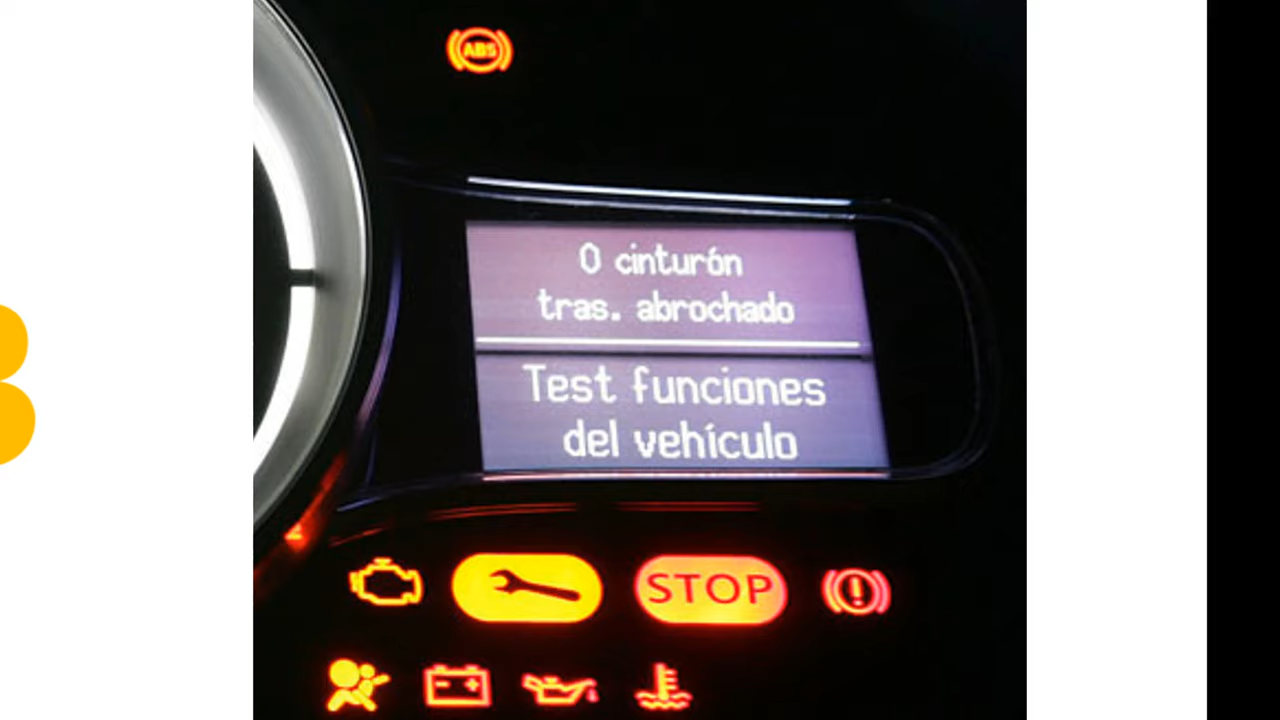 ABS
0 cinturón
tras. abrochado
Test funciones
del vehículo
STOP